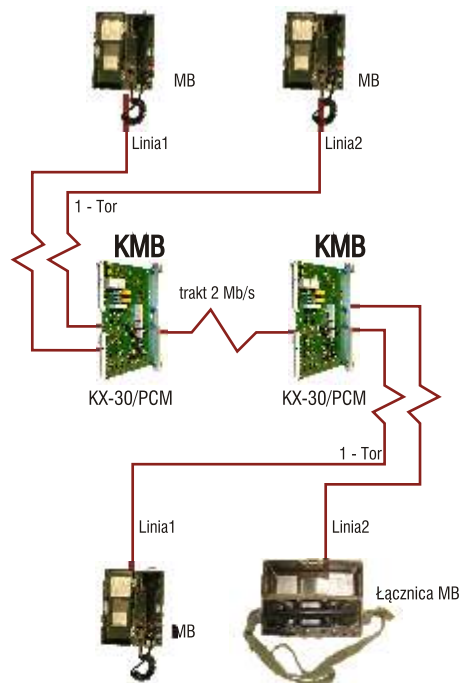 MB
MB
Linia1
Linia2
1 - Tor
KMB
KMB
trakt 2 Mb/s
KX-30/PCM
KX-30/PCM
1 - Tor
Linia1
Linia2
MB
Łącznica MB